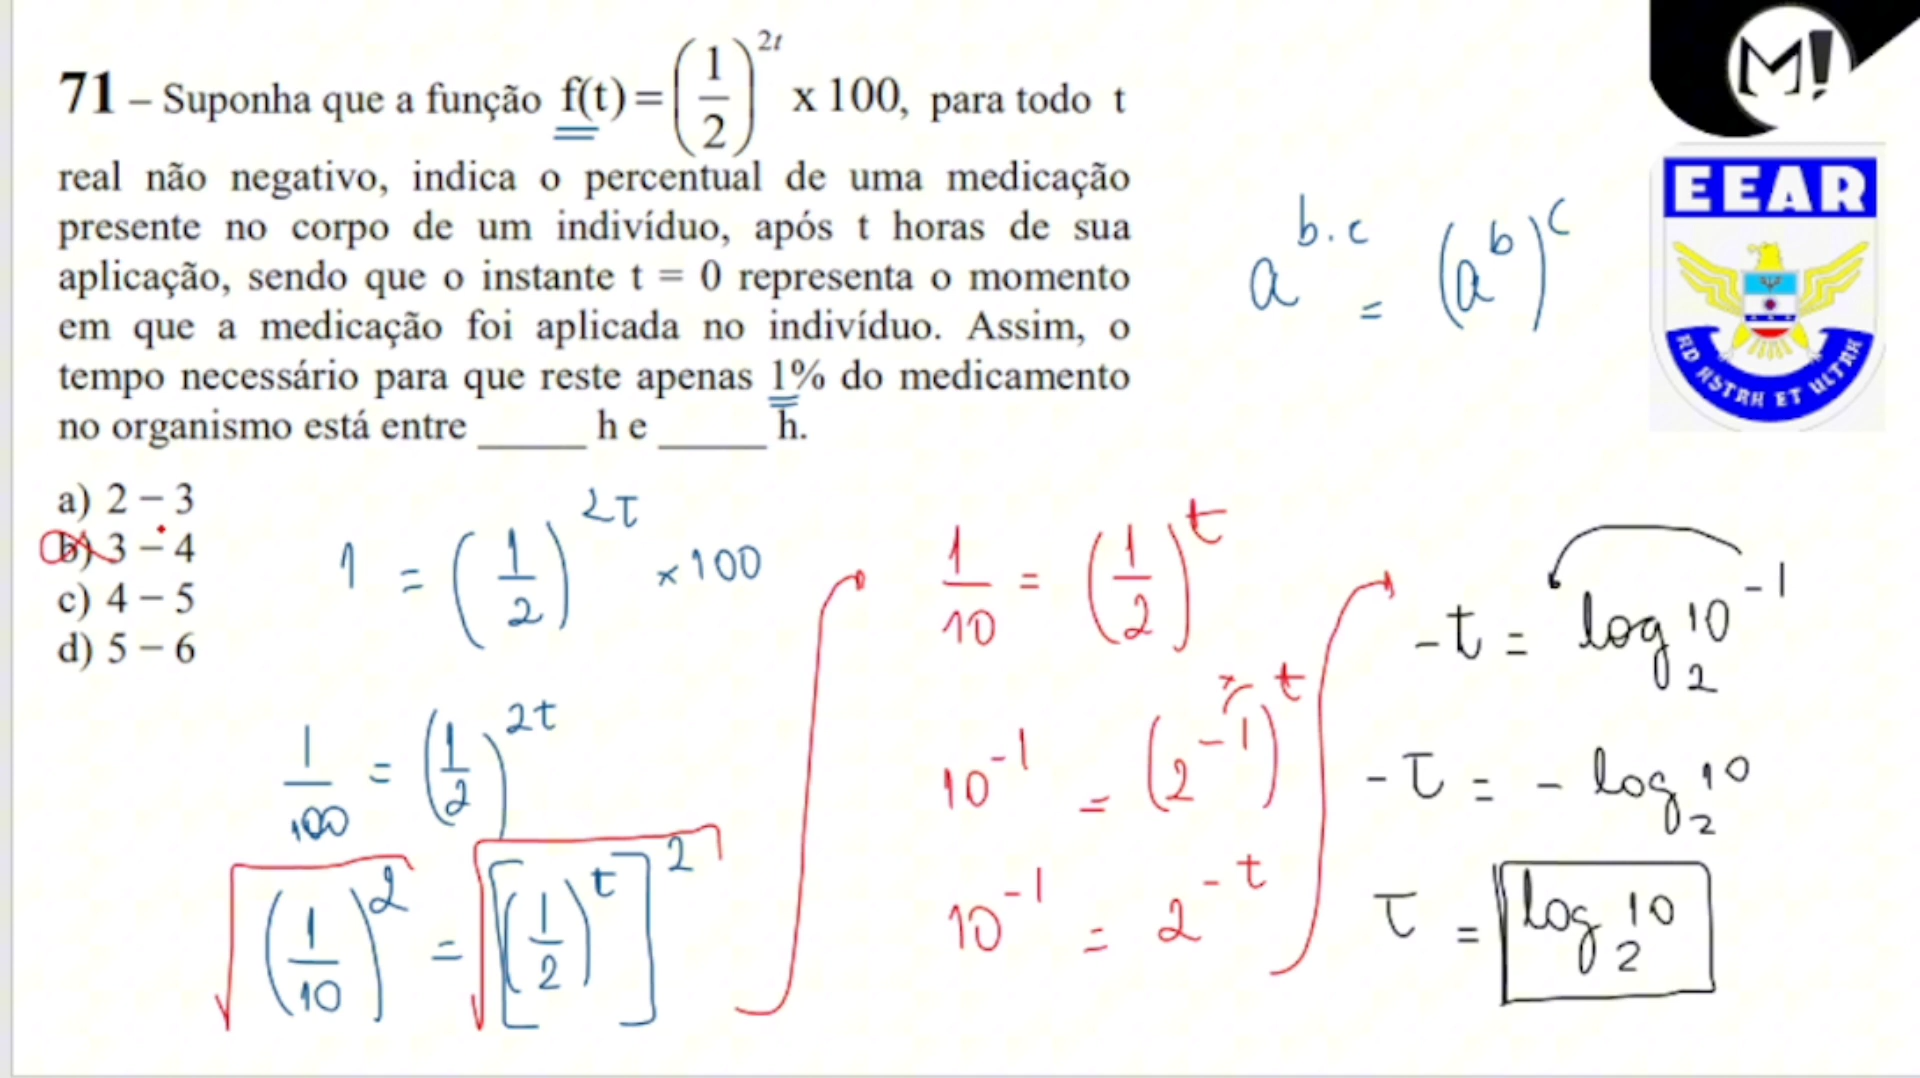 71 – Suponha que a função f(t) = (1/2)^{2t} x 100, para todo t
real não negativo, indica o percentual de uma medicação
presente no corpo de um indivíduo, após t horas de sua
aplicação, sendo que o instante t = 0 representa o momento
em que a medicação foi aplicada no indivíduo. Assim, o
tempo necessário para que reste apenas 1% do medicamento
no organismo está entre _____ h e _____ h.
a) 2 – 3
b) 3 – 4
c) 4 – 5
d) 5 – 6
1 = (1/2)^{2t} × 100
1/100 = (1/2)^{2t}
√(1/10)^2 = √[(1/2)^t]^2
a^{b.c} = (a^b)^c
1/10 = (1/2)^t
10^{-1} = (2^{-1})^t
10^{-1} = 2^{-t}
-t = log_2 10^{-1}
-t = - log_2 10
t = log_2 10
M!
EEAR
AD ASTRA ET ULTRA